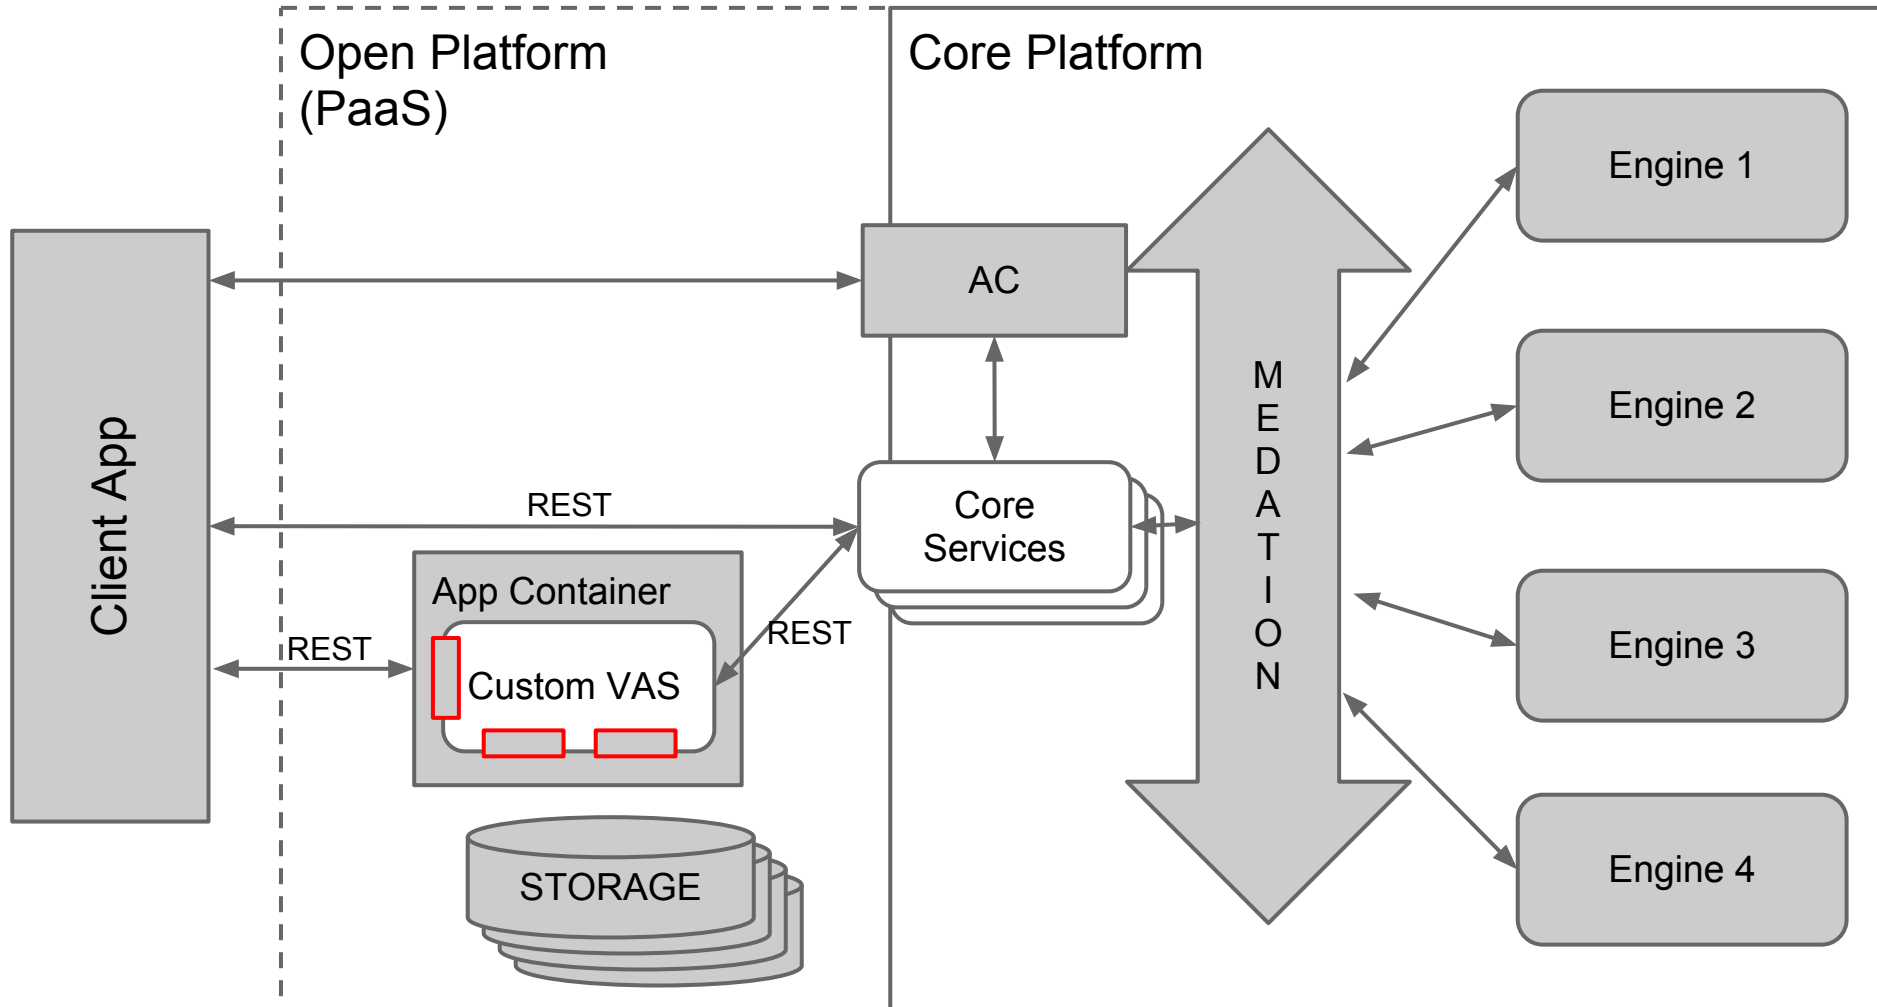 Open Platform
(PaaS)
Core Platform
Engine 1
AC
Engine 2
MEDATION
Client App
REST
Core
Services
App Container
REST
REST
Custom VAS
Engine 3
STORAGE
Engine 4